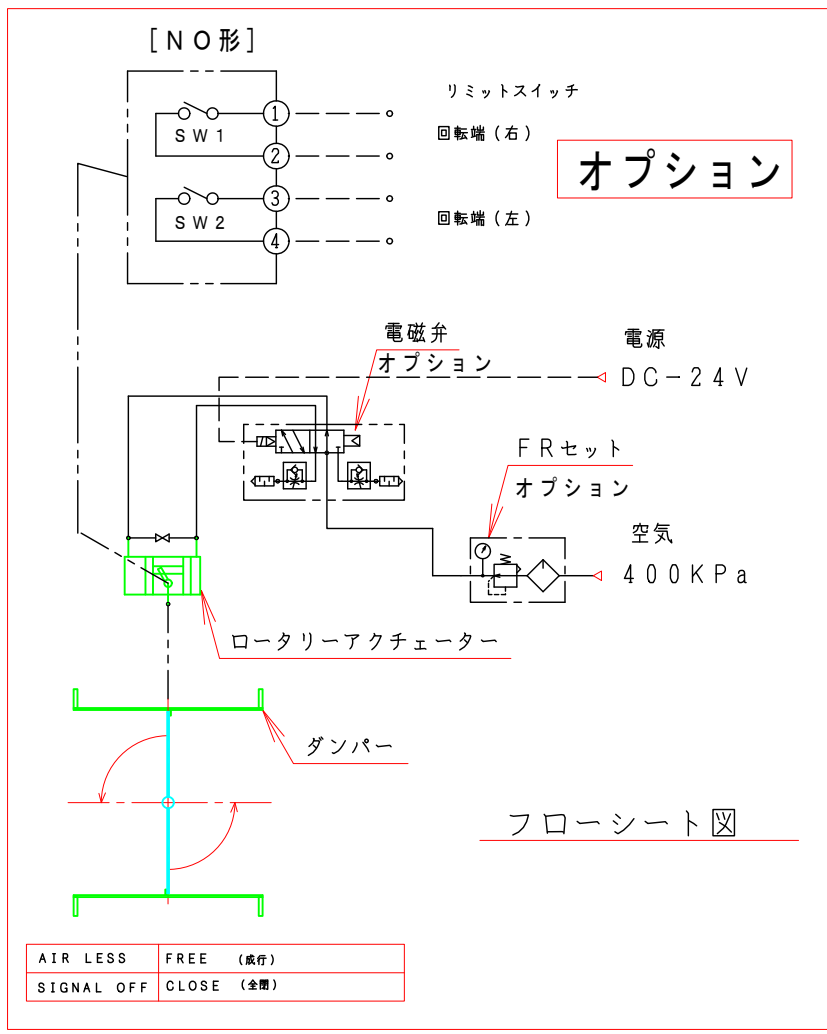 [NO形]
リミットスイッチ
SW1
①
回転端(右)
②
オプション
SW2
③
回転端(左)
④
電磁弁
オプション
電源
DC-24V
FRセット
オプション
空気
400KPa
ロータリーアクチェーター
ダンパー
フローシート図
AIR LESS FREE (成行)
SIGNAL OFF CLOSE (全閉)